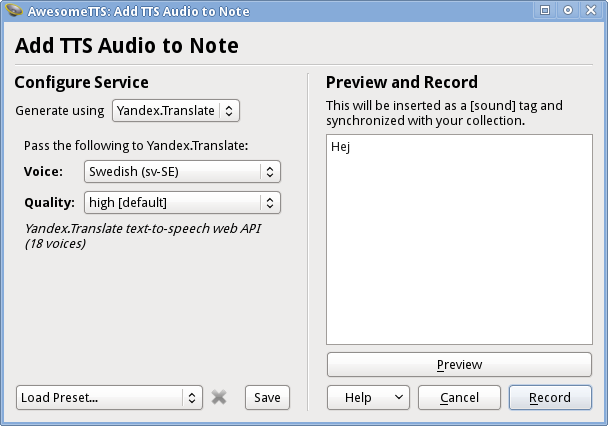 AwesomeTTS: Add TTS Audio to Note
Add TTS Audio to Note
Configure Service
Generate using Yandex.Translate
Pass the following to Yandex.Translate:
Voice: Swedish (sv-SE)
Quality: high [default]
Yandex.Translate text-to-speech web API
(18 voices)
Load Preset... Save
Preview and Record
This will be inserted as a [sound] tag and
synchronized with your collection.
Hej
Preview
Help Cancel Record